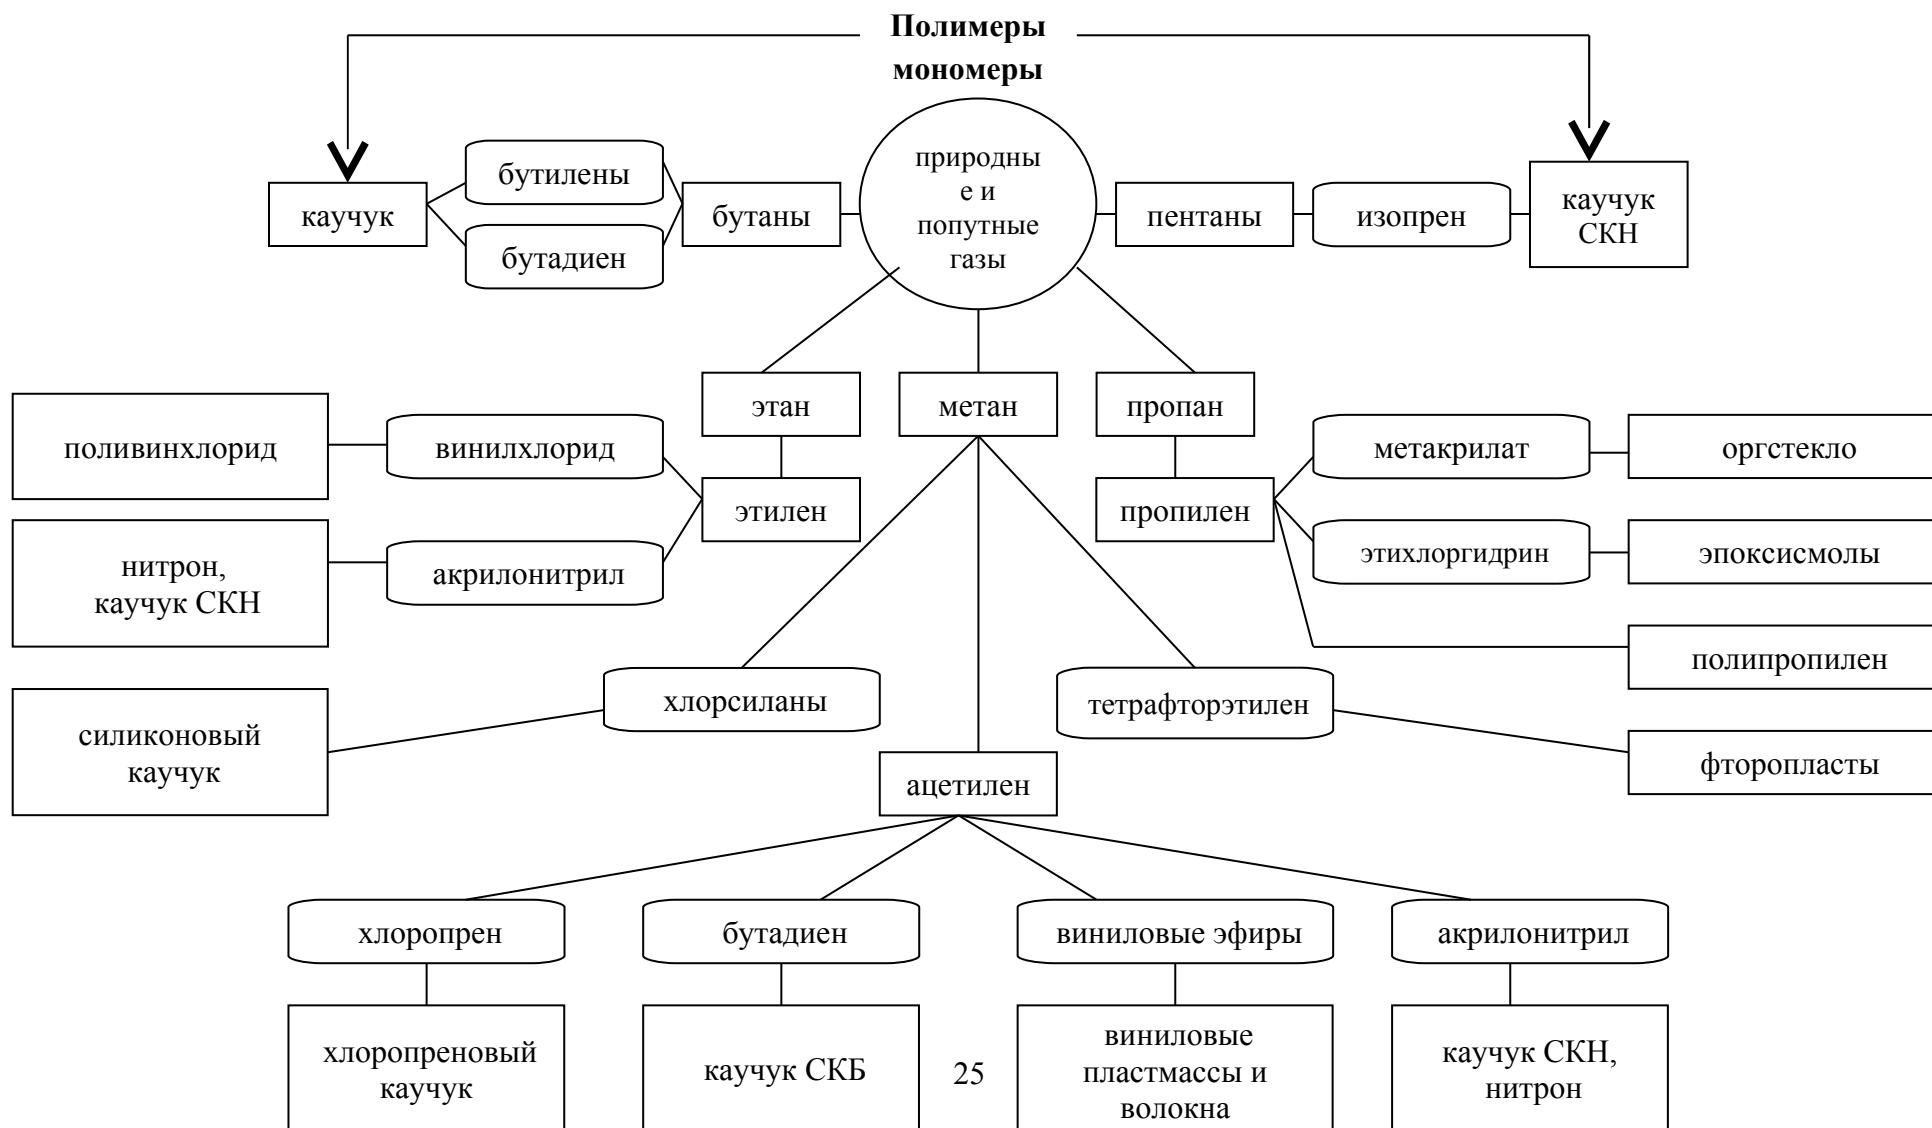 Полимеры
мономеры
природны
е и
попутные
газы
бутилены
каучук
бутаны
бутадиен
пентаны
изопрен
каучук
СКН
этан
метан
пропан
поливинхлорид
винилхлорид
этилен
пропилен
метакрилат
оргстекло
нитрон,
каучук СКН
акрилонитрил
этихлоргидрин
эпоксисмолы
полипропилен
хлорсиланы
тетрафторэтилен
силиконовый
каучук
ацетилен
фторопласты
хлоропрен
бутадиен
виниловые эфиры
акрилонитрил
хлоропреновый
каучук
каучук СКБ
25
виниловые
пластмассы и
волокна
каучук СКН,
нитрон